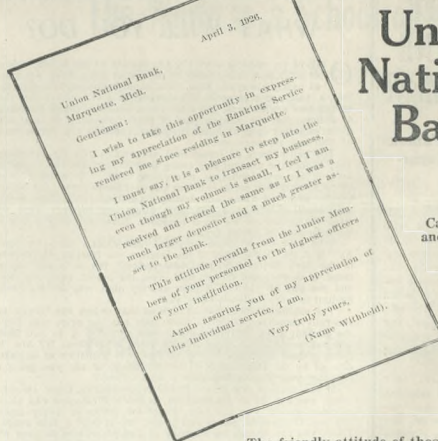 April 3, 1926.
Union National Bank,
Marquette, Mich.
Gentlemen:
I wish to take this opportunity in express-
ing my appreciation of the Banking Service
rendered me since residing in Marquette.
I must say, it is a pleasure to step into the
Union National Bank to transact my business,
even though my volume is small, I feel I am
received and treated the same as if I was a
much larger depositor and a much greater as-
set to the Bank.
This attitude prevails from the Junior Mem-
bers of your personnel to the highest officers
of your institution.
Again assuring you of my appreciation of
this individual service, I am,
Very truly yours,
(Name Withheld).
Un
Nati
Ba
Ca
and
The friendly attitude of